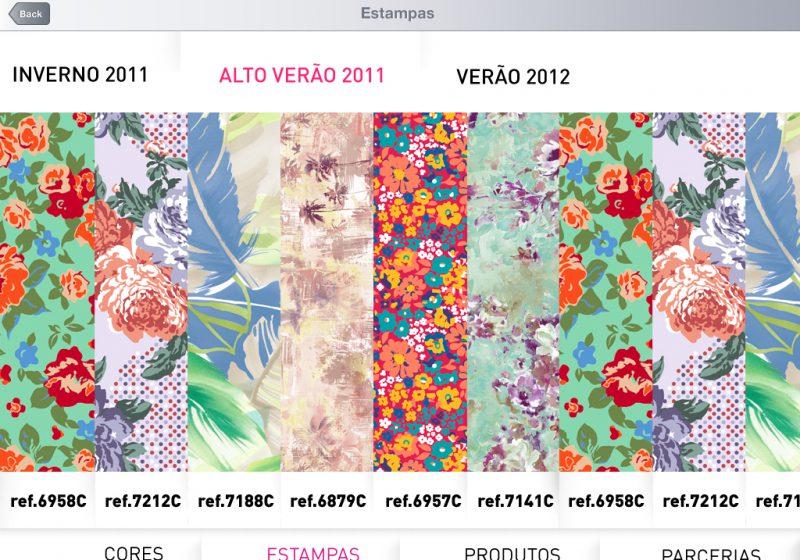 Back
Estampas
INVERNO 2011 ALTO VERÃO 2011 VERÃO 2012
ref.6958C ref.7212C ref.7188C ref.6879C ref.6957C ref.7141C ref.6958C ref.7212C ref.71
CORES ESTAMPAS PRODUTOS PARCERIAS